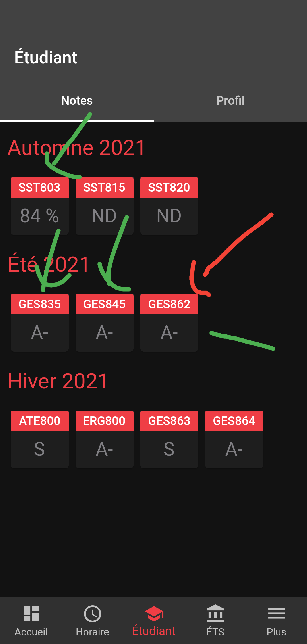 Étudiant
Notes Profil
Automne 2021
SST803 SST815 SST820
84 % ND ND
Été 2021
GES835 GES845 GES862
A- A- A-
Hiver 2021
ATE800 ERG800 GES863 GES864
S A- S A-
Accueil Horaire Étudiant ÉTS Plus